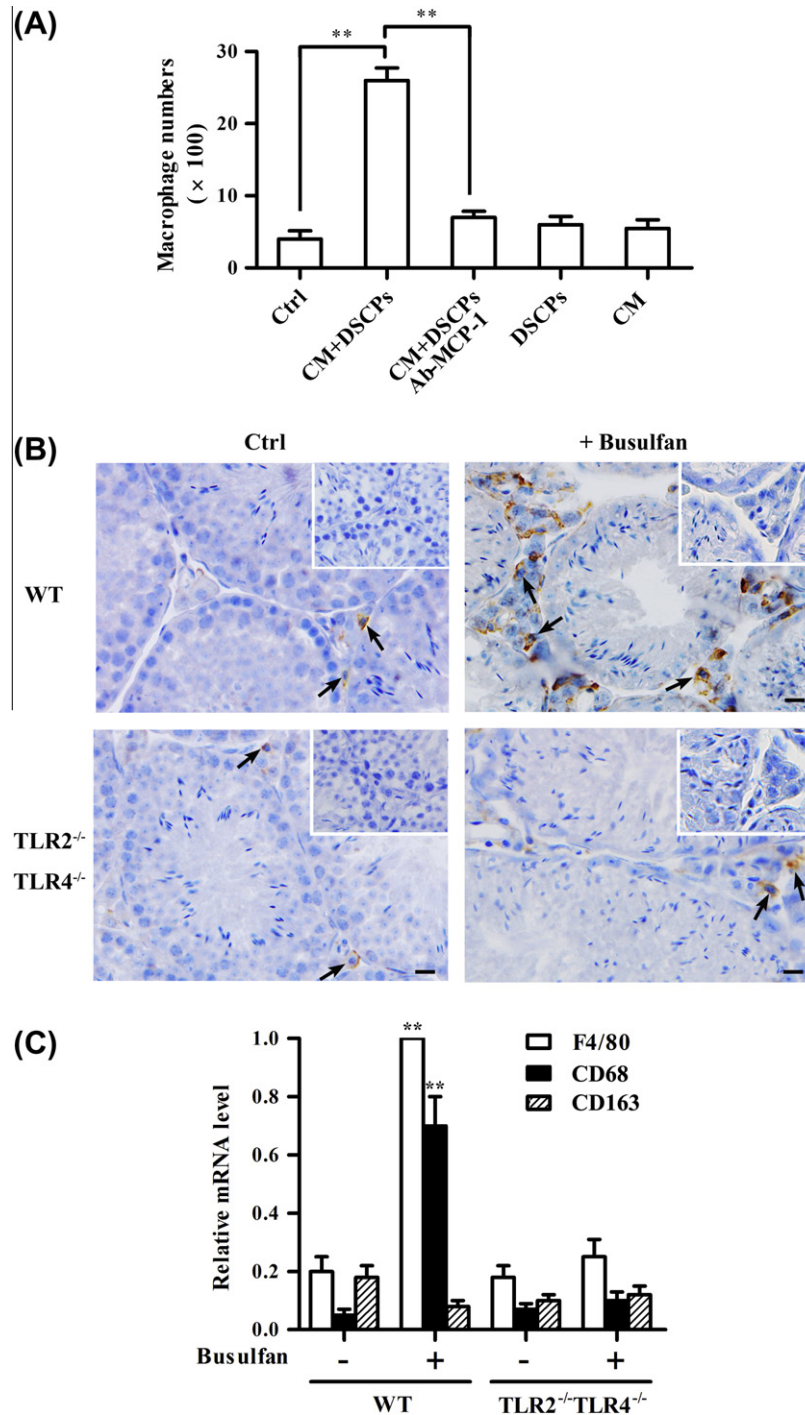 (A)
**
**
30
20
10
0
Macrophage numbers
(× 100)
Ctrl
CM+DSCPs
CM+DSCPs
Ab-MCP-1
DSCPs
CM
(B)
Ctrl
+ Busulfan
WT
TLR2-/-
TLR4-/-
(C)
**
**
F4/80
CD68
CD163
1.0
0.8
0.6
0.4
0.2
0.0
Relative mRNA level
Busulfan - + - +
WT TLR2-/-TLR4-/-